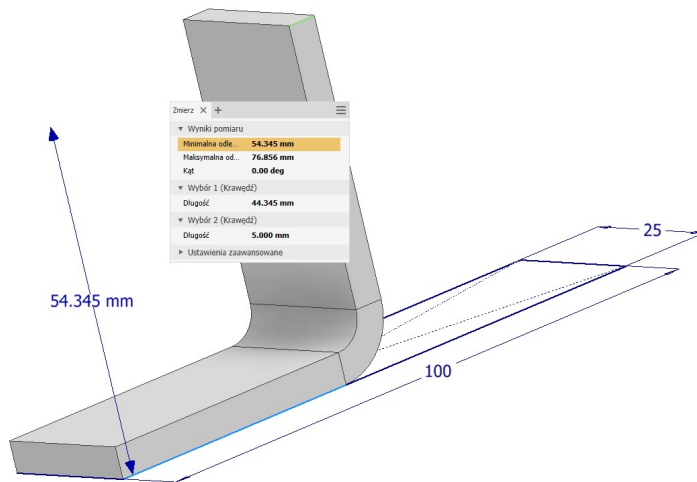 Zmierz
Wyniki pomiaru
Minimalna odle... 54.345 mm
Maksymalna od... 76.856 mm
Kąt 0.00 deg
Wybór 1 (Krawędź)
Długość 44.345 mm
Wybór 2 (Krawędź)
Długość 5.000 mm
Ustawienia zaawansowane
25
54.345 mm
100